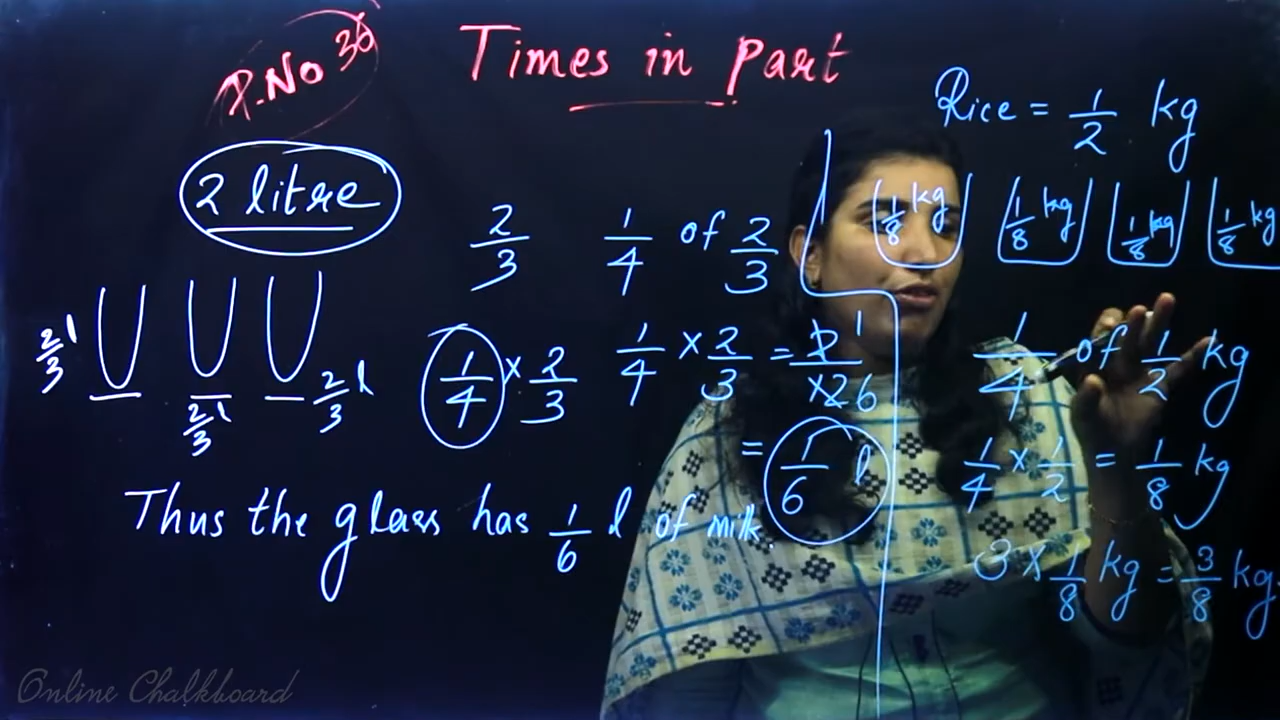 P.No 30
Times in part
2 litre
2/3 l
2/3 l
2/3 l
2/3
1/4 of 2/3
1/4 × 2/3
1/4 × 2/3 = 2 1/×2 6
= 1/6 l
Thus the glass has 1/6 l of milk.
Rice = 1/2 kg
1/8 kg 1/8 kg 1/8 kg 1/8 kg
1/4 of 1/2 kg
1/4 × 1/2 = 1/8 kg
3 × 1/8 kg = 3/8 kg.
Online Chalkboard